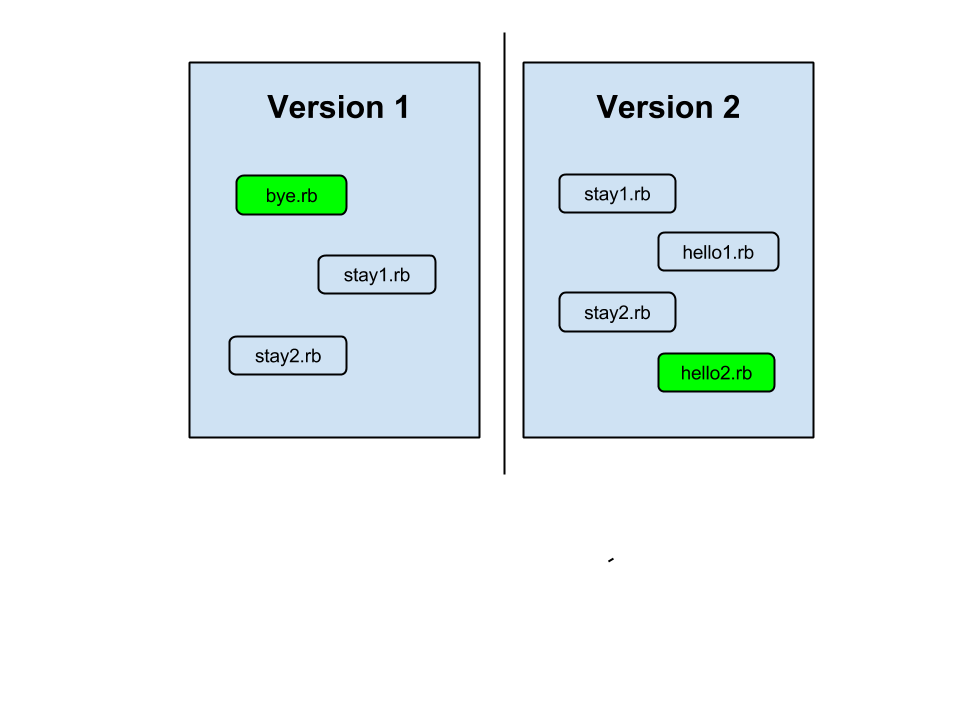 Version 1
bye.rb
stay1.rb
stay2.rb
Version 2
stay1.rb
hello1.rb
stay2.rb
hello2.rb